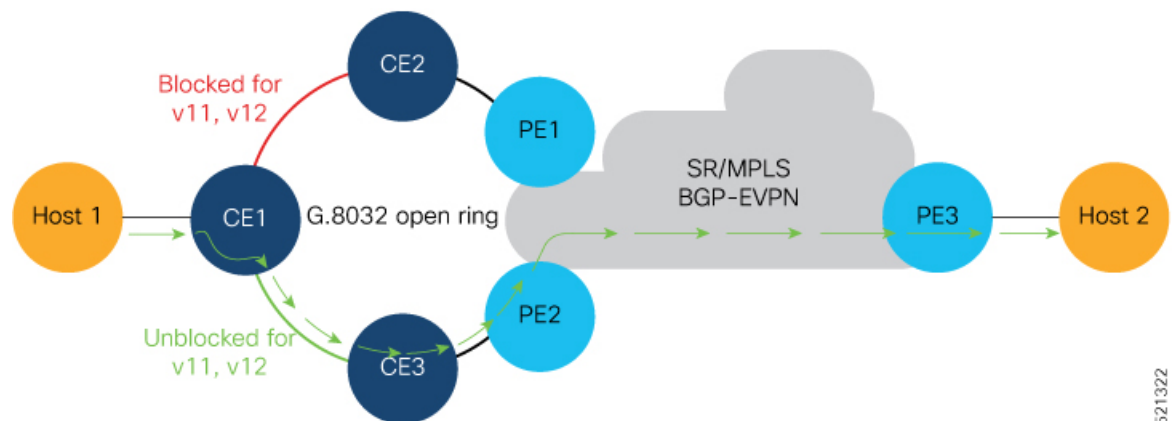 CE2
Blocked for
v11, v12
PE1
SR/MPLS
BGP-EVPN
Host 1
CE1
G.8032 open ring
PE3
Host 2
PE2
Unblocked for
v11, v12
CE3
521322